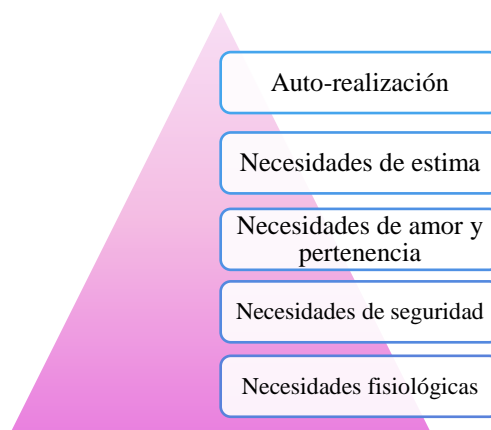 Auto-realización
Necesidades de estima
Necesidades de amor y
pertenencia
Necesidades de seguridad
Necesidades fisiológicas